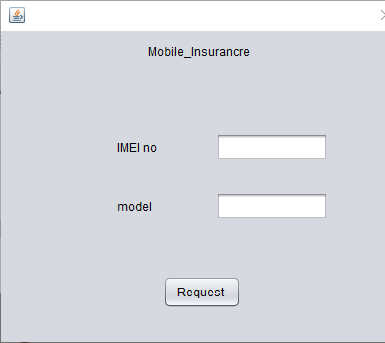 Mobile_Insurancre
IMEI no
model
Request